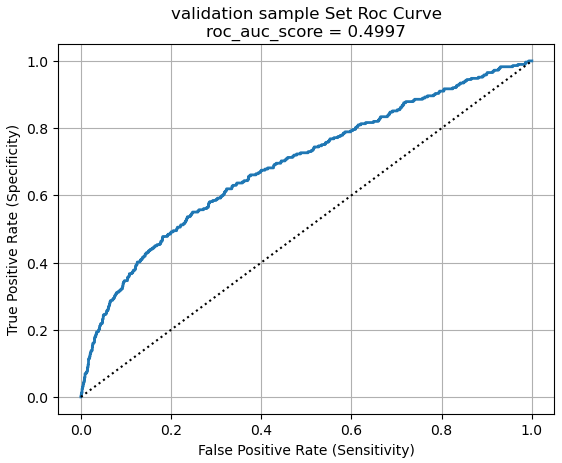 validation sample Set Roc Curve
roc_auc_score = 0.4997
True Positive Rate (Specificity)
1.0
0.8
0.6
0.4
0.2
0.0
0.0 0.2 0.4 0.6 0.8 1.0
False Positive Rate (Sensitivity)